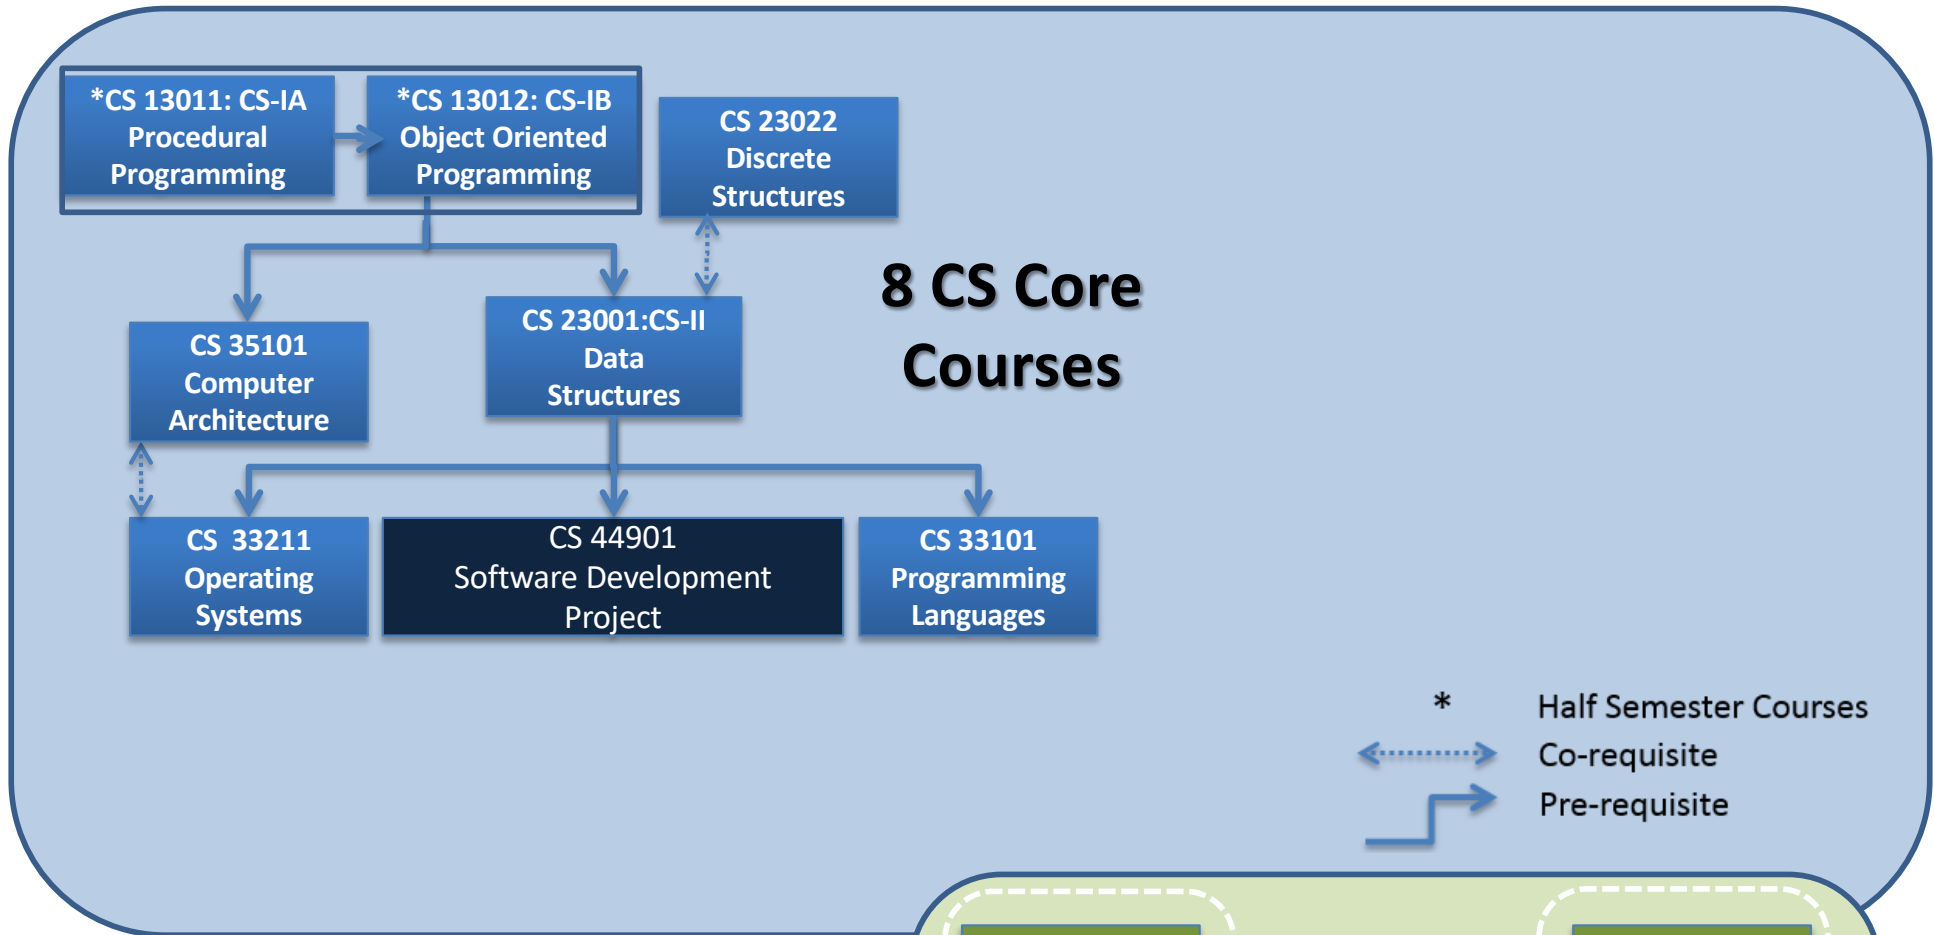 *CS 13011: CS-IA
Procedural
Programming
*CS 13012: CS-IB
Object Oriented
Programming
CS 23022
Discrete
Structures
8 CS Core
Courses
CS 35101
Computer
Architecture
CS 23001:CS-II
Data
Structures
CS  33211
Operating
Systems
CS 44901
Software Development
Project
CS 33101
Programming
Languages
* Half Semester Courses
Co-requisite
Pre-requisite